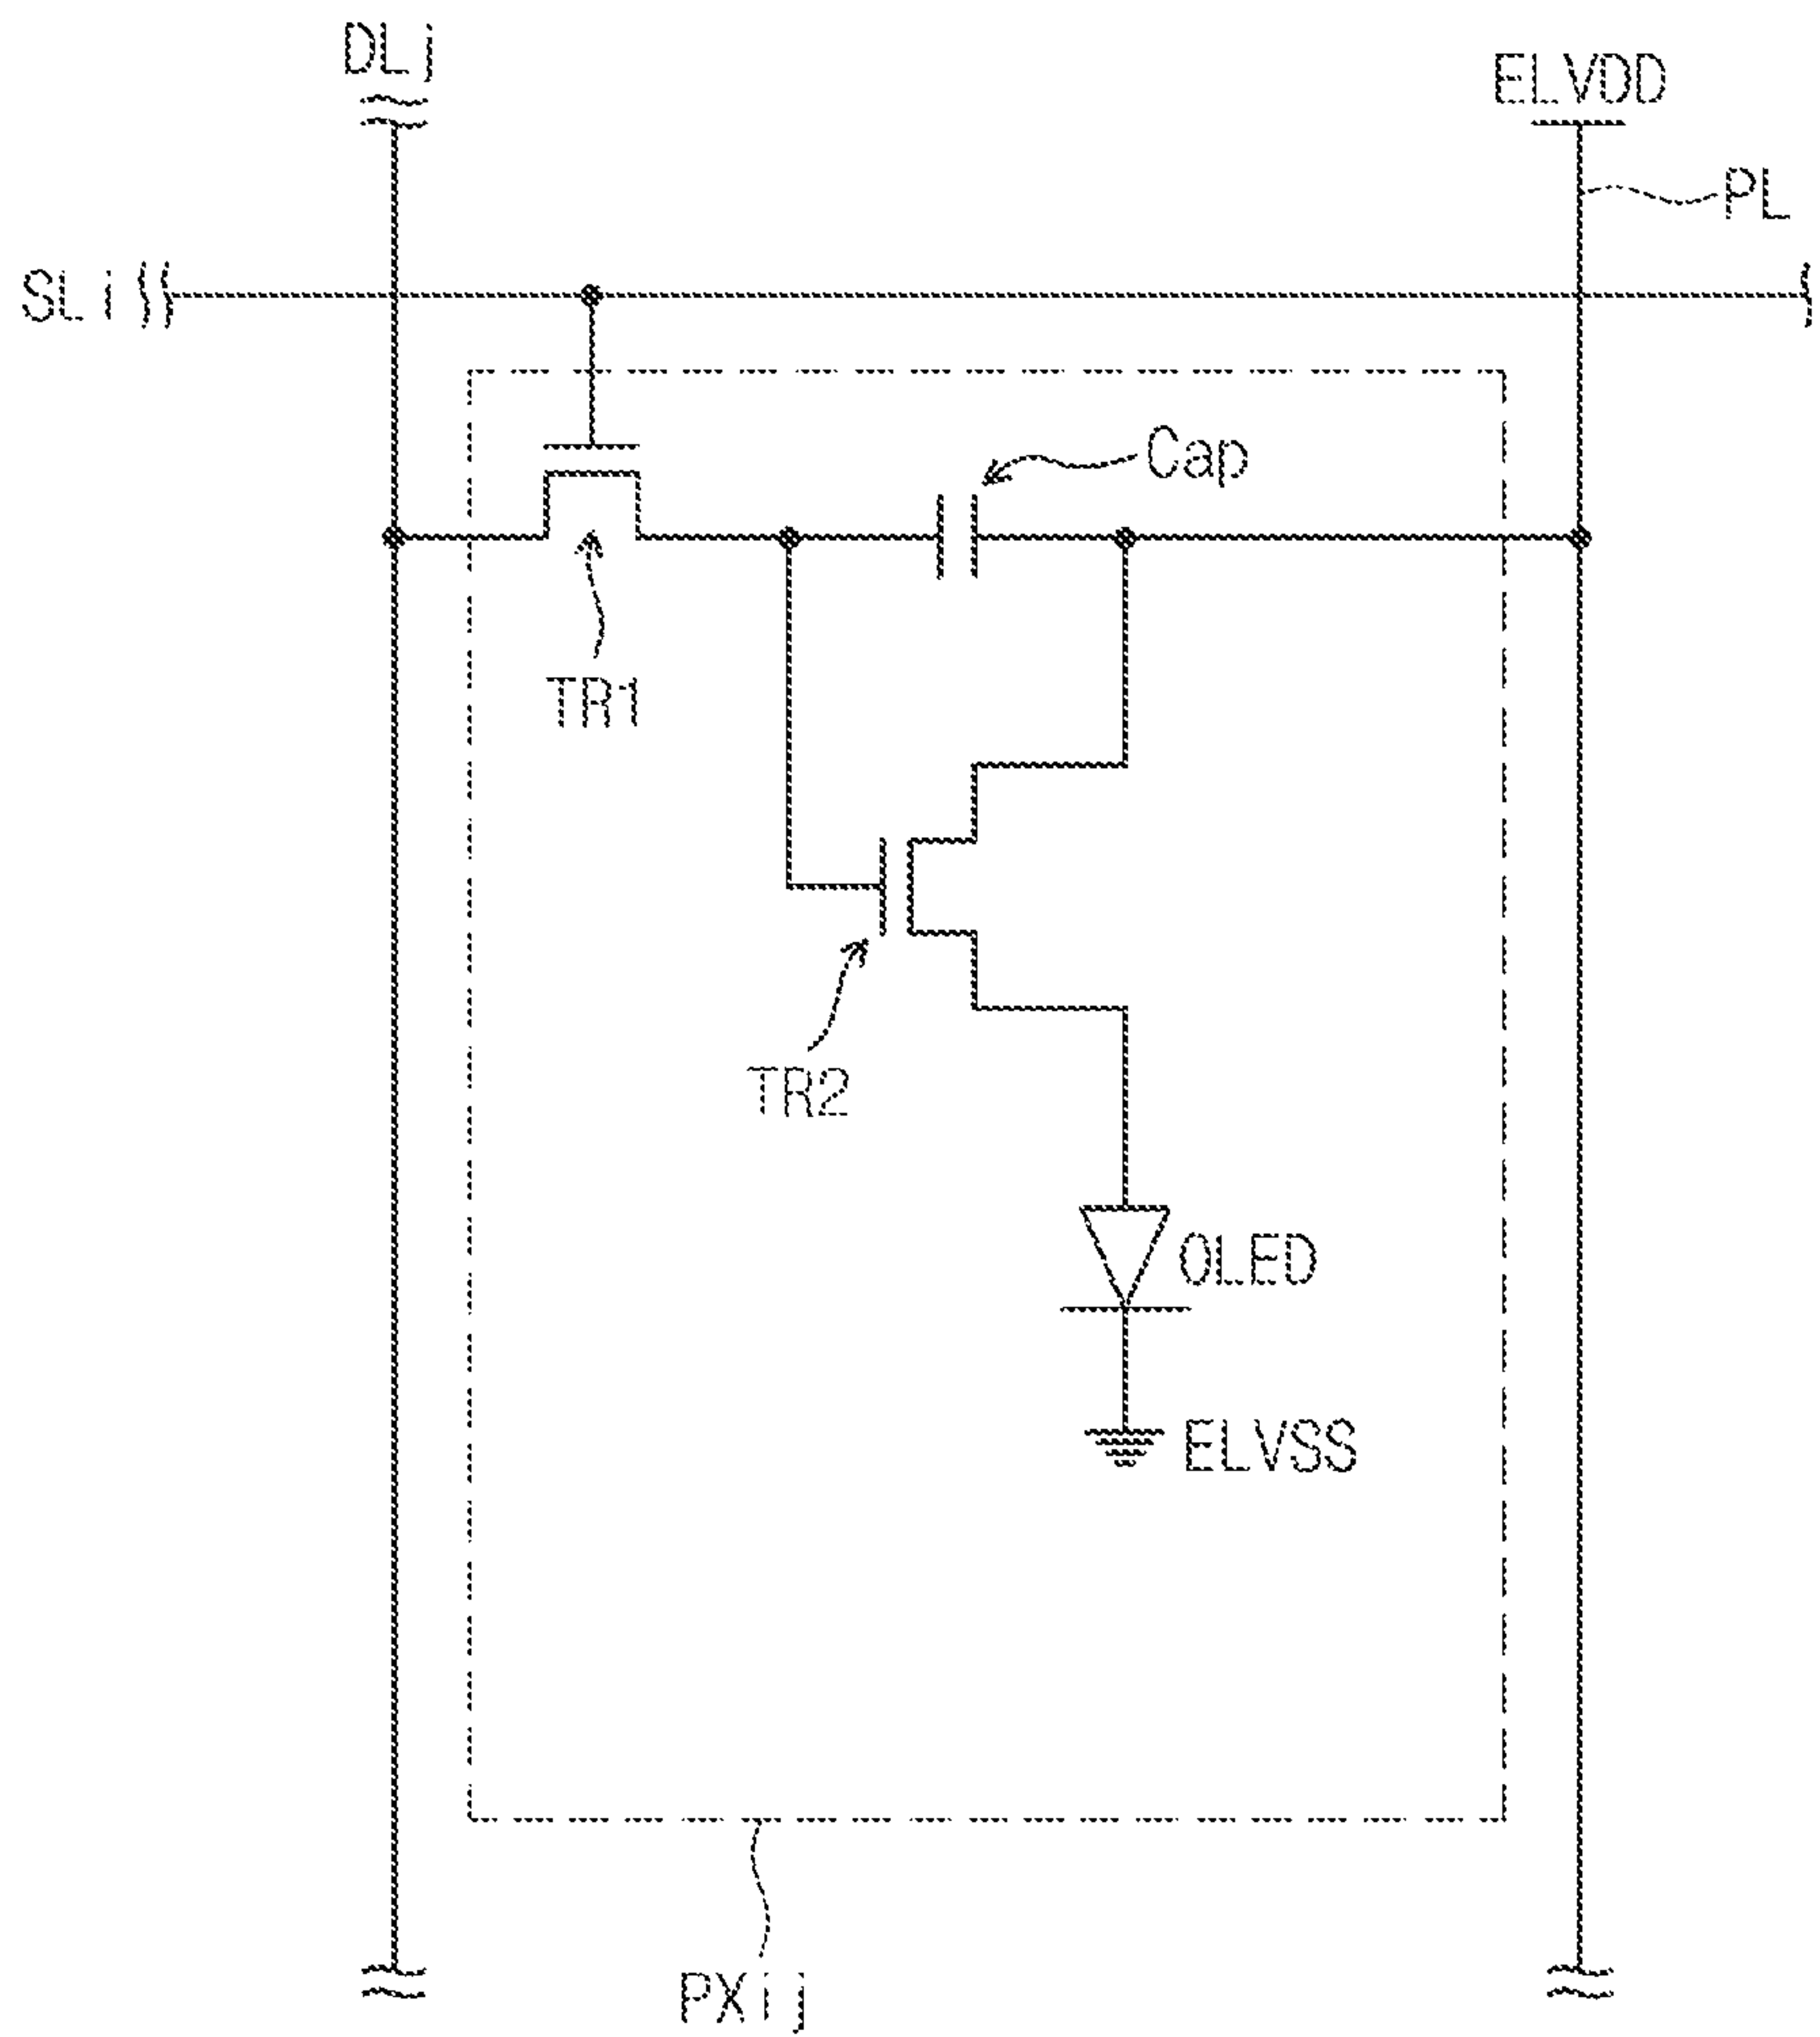 DLj
ELVDD
PL
SLi
Cap
TR1
TR2
OLED
ELVSS
PXij